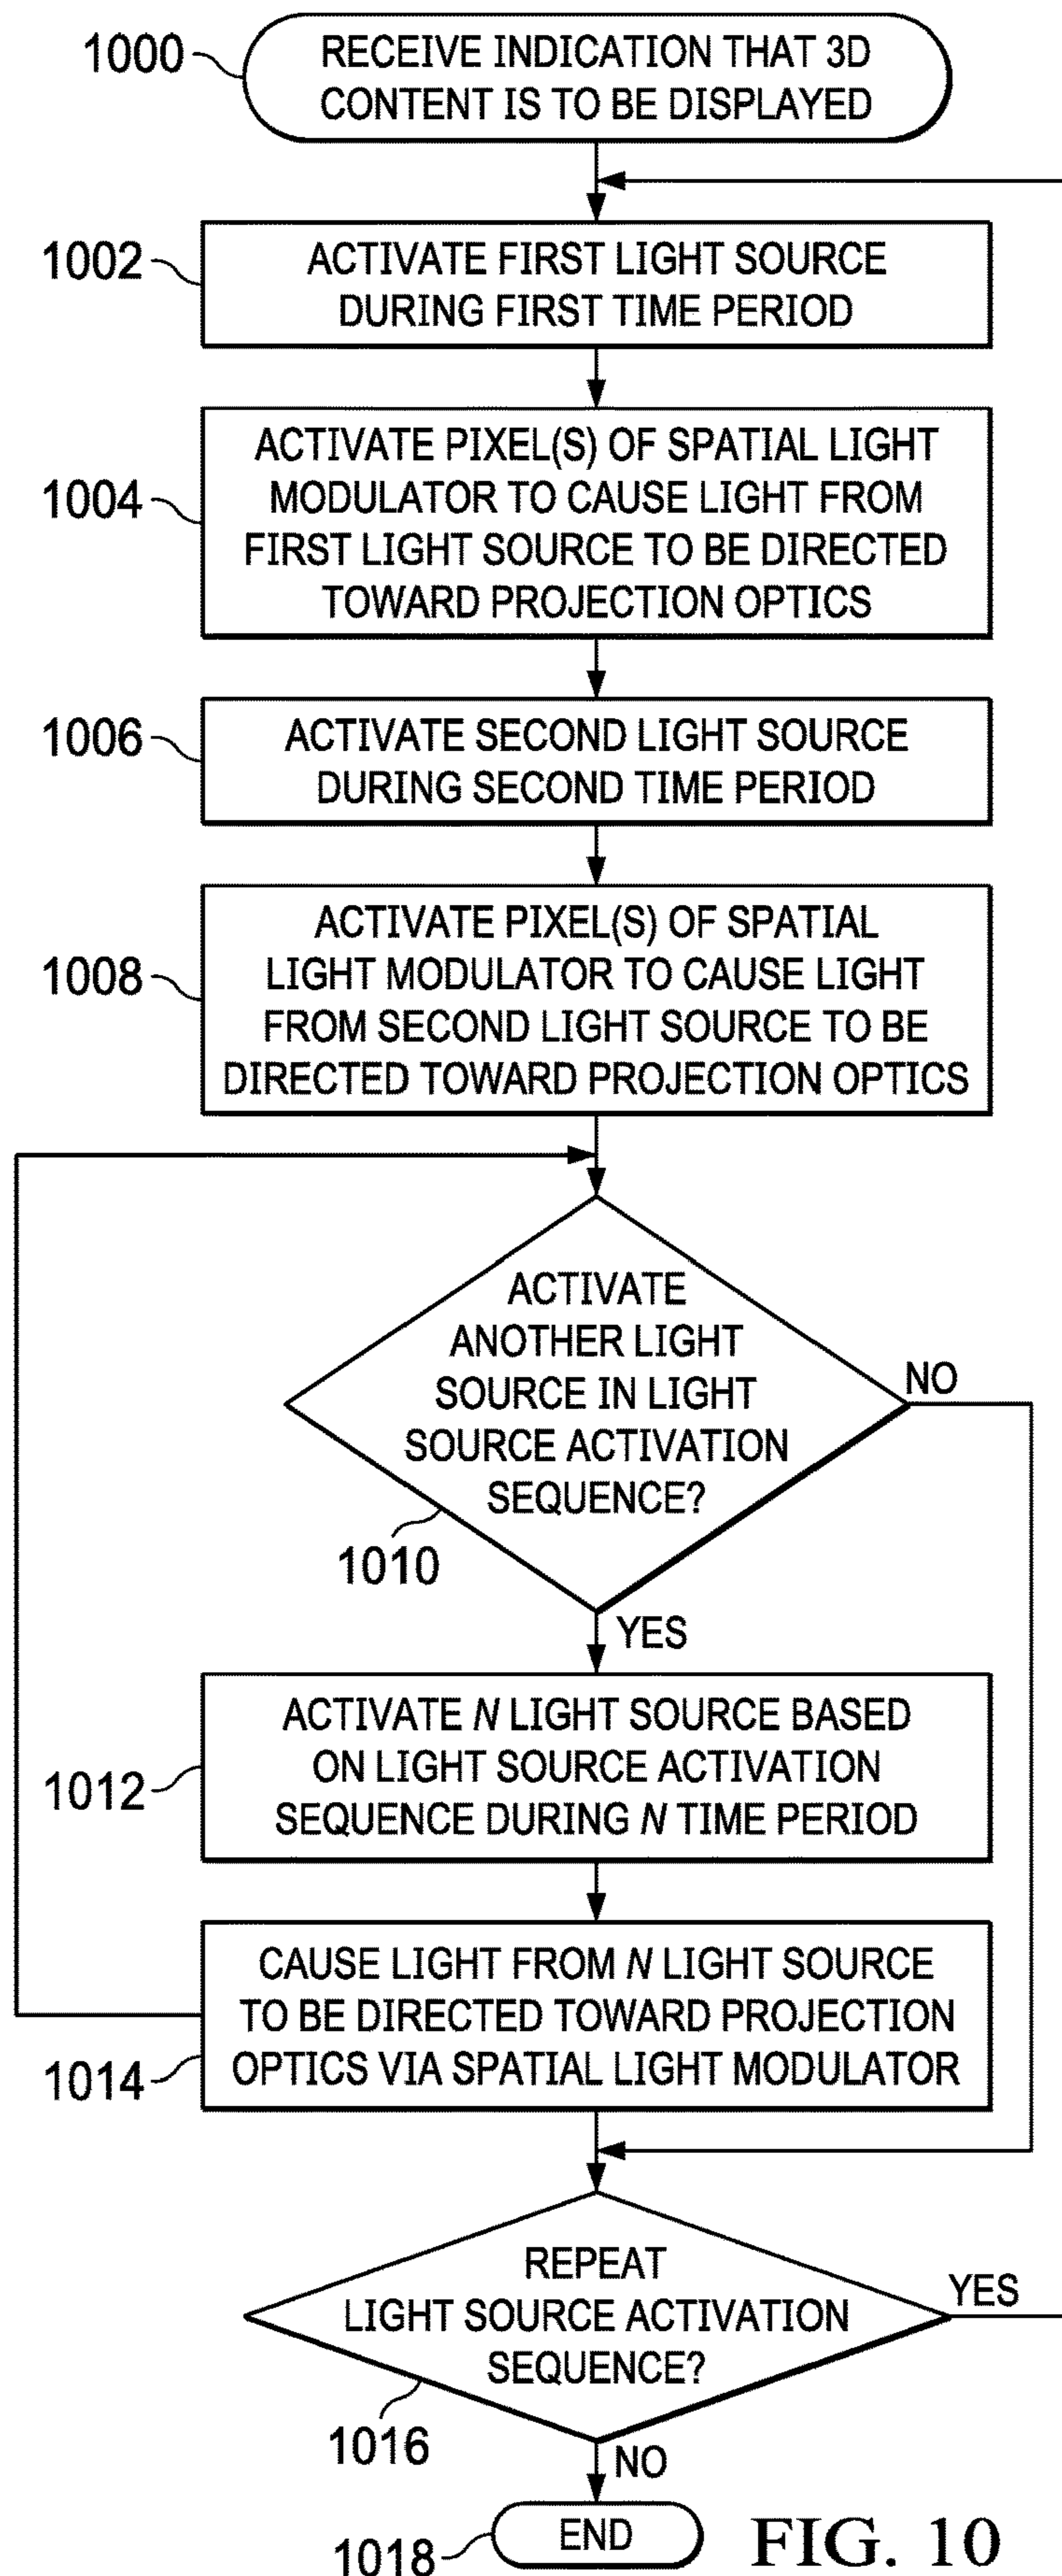 1000
RECEIVE INDICATION THAT 3D
CONTENT IS TO BE DISPLAYED
1002
ACTIVATE FIRST LIGHT SOURCE
DURING FIRST TIME PERIOD
1004
ACTIVATE PIXEL(S) OF SPATIAL LIGHT
MODULATOR TO CAUSE LIGHT FROM
FIRST LIGHT SOURCE TO BE DIRECTED
TOWARD PROJECTION OPTICS
1006
ACTIVATE SECOND LIGHT SOURCE
DURING SECOND TIME PERIOD
1008
ACTIVATE PIXEL(S) OF SPATIAL
LIGHT MODULATOR TO CAUSE LIGHT
FROM SECOND LIGHT SOURCE TO BE
DIRECTED TOWARD PROJECTION OPTICS
ACTIVATE
ANOTHER LIGHT
SOURCE IN LIGHT
SOURCE ACTIVATION
SEQUENCE?
NO
1010
YES
1012
ACTIVATE N LIGHT SOURCE BASED
ON LIGHT SOURCE ACTIVATION
SEQUENCE DURING N TIME PERIOD
1014
CAUSE LIGHT FROM N LIGHT SOURCE
TO BE DIRECTED TOWARD PROJECTION
OPTICS VIA SPATIAL LIGHT MODULATOR
REPEAT
LIGHT SOURCE ACTIVATION
SEQUENCE?
YES
1016
NO
1018
END
FIG. 10